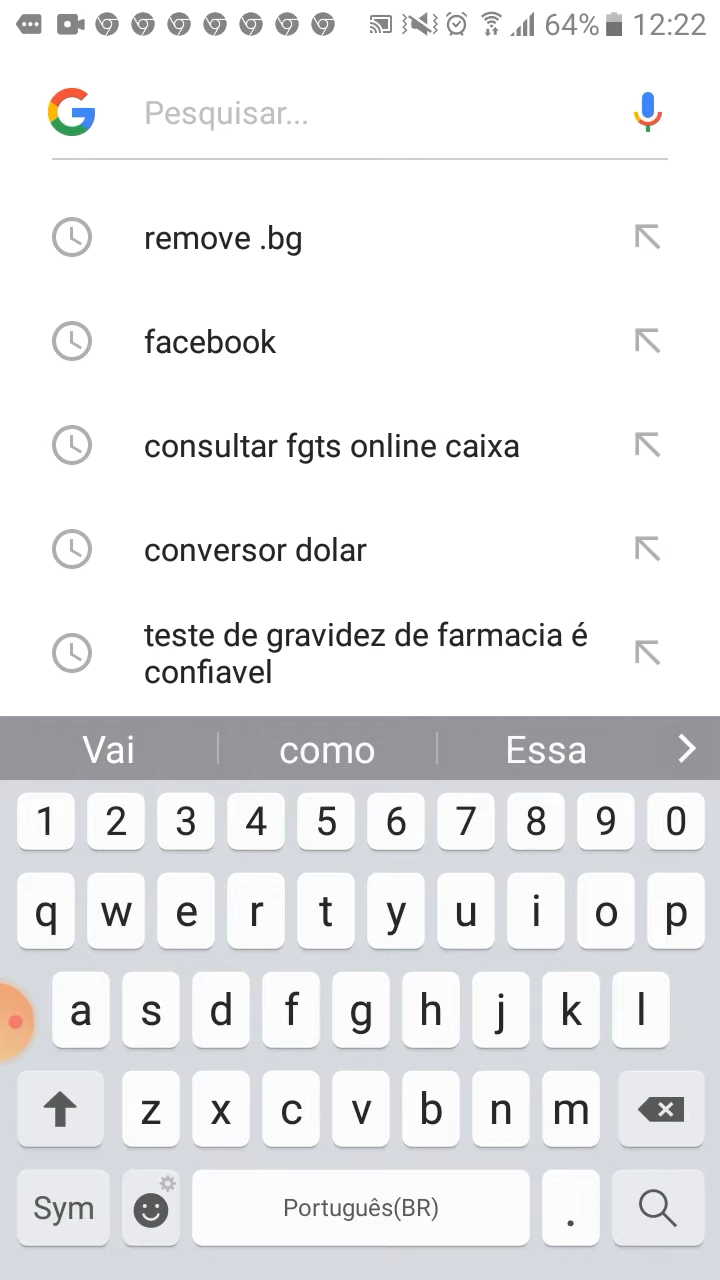 64% 12:22
Pesquisar...
remove .bg
facebook
consultar fgts online caixa
conversor dolar
teste de gravidez de farmacia é
confiavel
Vai como Essa
1 2 3 4 5 6 7 8 9 0
q w e r t y u i o p
a s d f g h j k l
z x c v b n m
Sym Português(BR) .